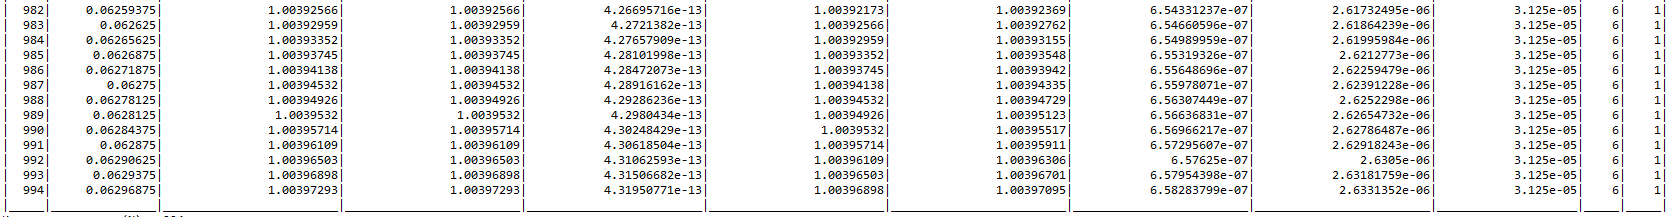 | 982| 0.06259375| 1.00392566| 1.00392566| 4.26695716e-13| 1.00392173| 1.00392369| 6.54331237e-07| 2.61732495e-06| 3.125e-05| 6| 1|
| 983| 0.062625| 1.00392959| 1.00392959| 4.2721382e-13| 1.00392566| 1.00392762| 6.54660596e-07| 2.61864239e-06| 3.125e-05| 6| 1|
| 984| 0.06265625| 1.00393352| 1.00393352| 4.27657909e-13| 1.00392959| 1.00393155| 6.54989959e-07| 2.61995984e-06| 3.125e-05| 6| 1|
| 985| 0.0626875| 1.00393745| 1.00393745| 4.28101998e-13| 1.00393352| 1.00393548| 6.55319326e-07| 2.6212773e-06| 3.125e-05| 6| 1|
| 986| 0.06271875| 1.00394138| 1.00394138| 4.28472073e-13| 1.00393745| 1.00393942| 6.55648696e-07| 2.62259479e-06| 3.125e-05| 6| 1|
| 987| 0.06275| 1.00394532| 1.00394532| 4.28916162e-13| 1.00394138| 1.00394335| 6.55978071e-07| 2.62391228e-06| 3.125e-05| 6| 1|
| 988| 0.06278125| 1.00394926| 1.00394926| 4.29286236e-13| 1.00394532| 1.00394729| 6.56307449e-07| 2.6252298e-06| 3.125e-05| 6| 1|
| 989| 0.0628125| 1.0039532| 1.0039532| 4.2980434e-13| 1.00394926| 1.00395123| 6.56636831e-07| 2.62654732e-06| 3.125e-05| 6| 1|
| 990| 0.06284375| 1.00395714| 1.00395714| 4.30248429e-13| 1.0039532| 1.00395517| 6.56966217e-07| 2.62786487e-06| 3.125e-05| 6| 1|
| 991| 0.062875| 1.00396109| 1.00396109| 4.30618504e-13| 1.00395714| 1.00395911| 6.57295607e-07| 2.62918243e-06| 3.125e-05| 6| 1|
| 992| 0.06290625| 1.00396503| 1.00396503| 4.31062593e-13| 1.00396109| 1.00396306| 6.57625e-07| 2.6305e-06| 3.125e-05| 6| 1|
| 993| 0.0629375| 1.00396898| 1.00396898| 4.31506682e-13| 1.00396503| 1.00396701| 6.57954398e-07| 2.63181759e-06| 3.125e-05| 6| 1|
| 994| 0.06296875| 1.00397293| 1.00397293| 4.31950771e-13| 1.00396898| 1.00397095| 6.58283799e-07| 2.6331352e-06| 3.125e-05| 6| 1|